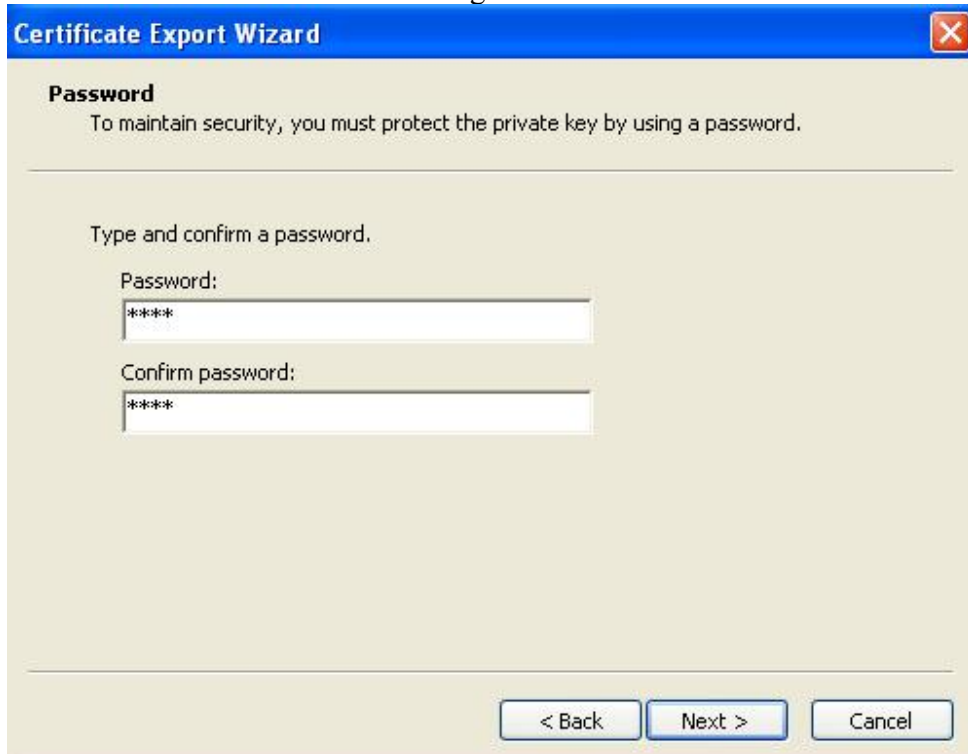 Certificate Export Wizard
Password
To maintain security, you must protect the private key by using a password.
Type and confirm a password.
Password:
****
Confirm password:
****
< Back Next > Cancel